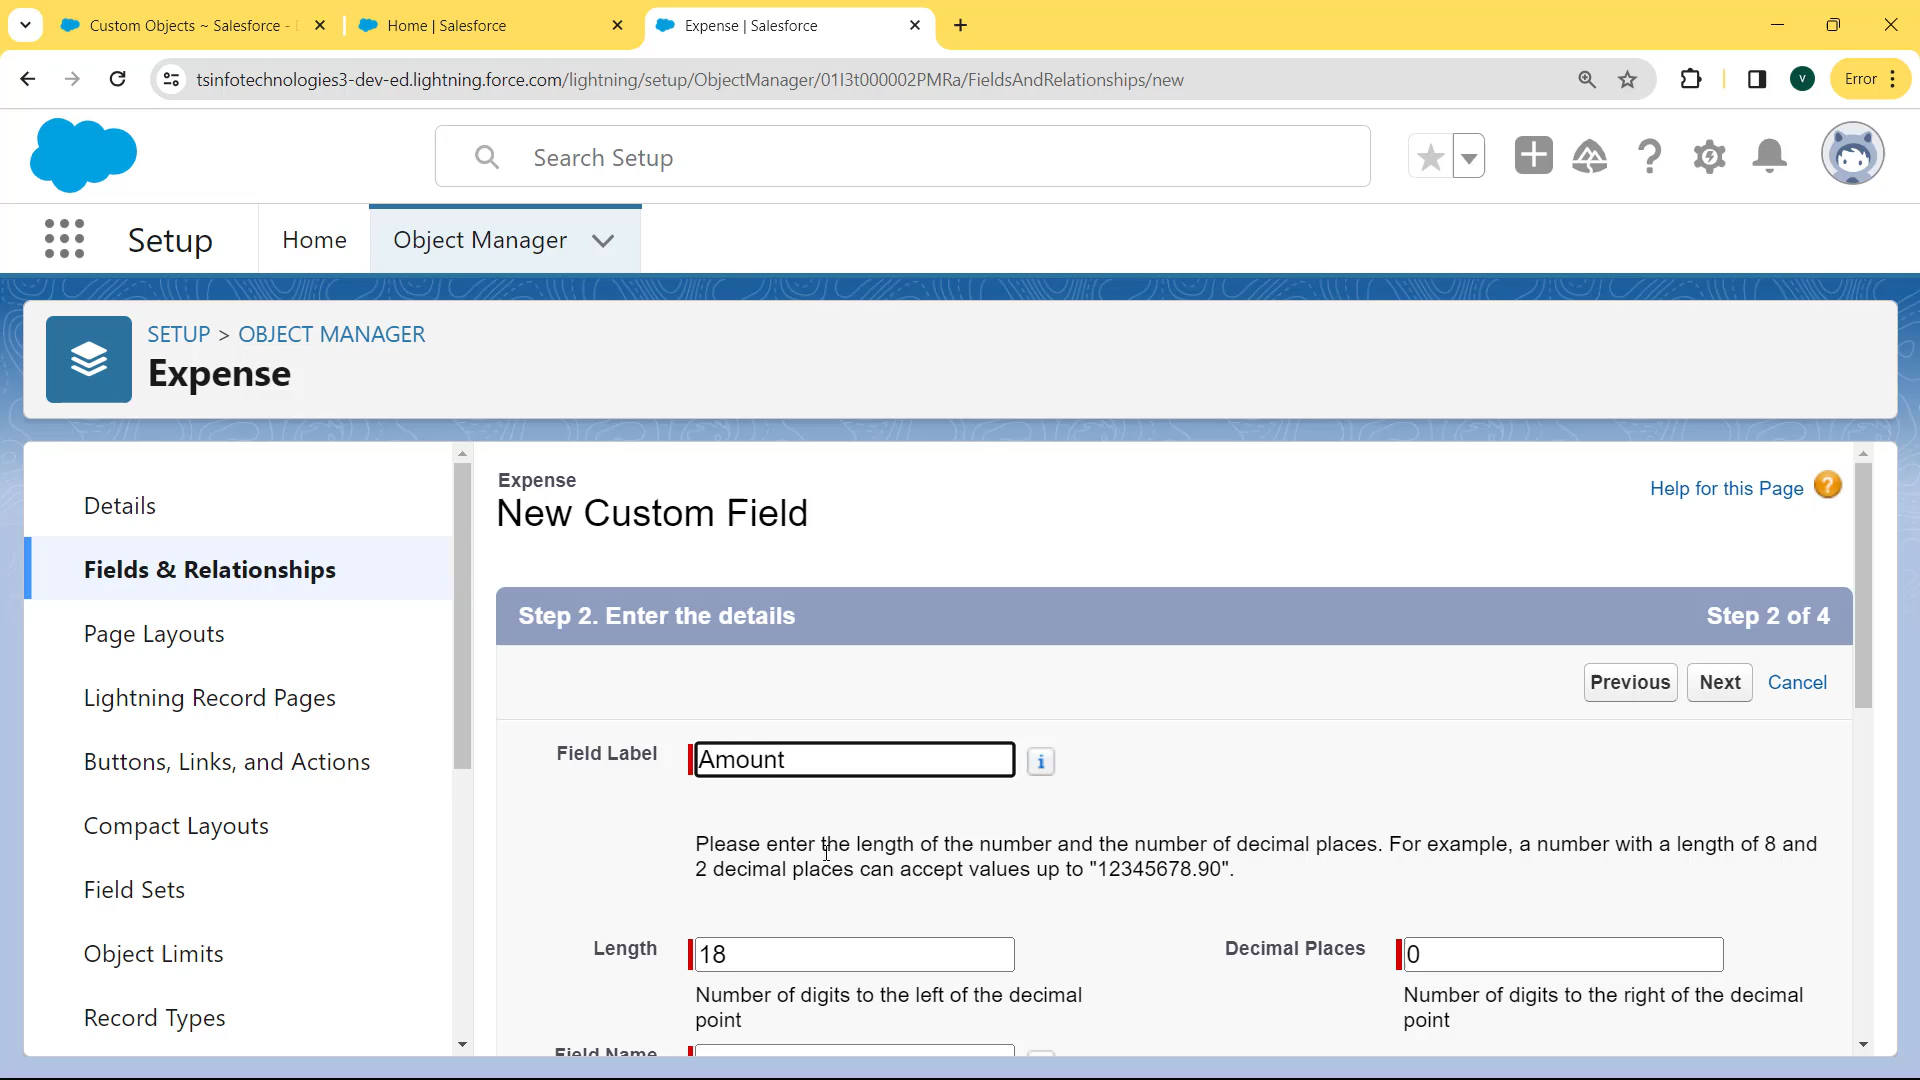 Custom Objects ~ Salesforce -
Home | Salesforce
Expense | Salesforce
tsinfotechnologies3-dev-ed.lightning.force.com/lightning/setup/ObjectManager/01I3t000002PMRa/FieldsAndRelationships/new
V
Error
Search Setup
Setup
Home
Object Manager
SETUP > OBJECT MANAGER
Expense
Details
Fields & Relationships
Page Layouts
Lightning Record Pages
Buttons, Links, and Actions
Compact Layouts
Field Sets
Object Limits
Record Types
Expense
New Custom Field
Help for this Page
Step 2. Enter the details
Step 2 of 4
Previous
Next
Cancel
Field Label
Amount
Please enter the length of the number and the number of decimal places. For example, a number with a length of 8 and
2 decimal places can accept values up to "12345678.90".
Length
18
Number of digits to the left of the decimal
point
Decimal Places
0
Number of digits to the right of the decimal
point
Field Name